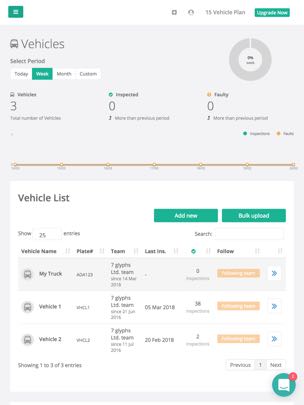 15 Vehicle Plan Upgrade Now
Vehicles
Select Period
Today Week Month Custom
0%
week
Vehicles Inspected Faulty
3 0 0
Total number of Vehicles More than previous period More than previous period
Inspections Faults
Vehicle List
Add new Bulk upload
Show 25 entries Search:
Vehicle Name Plate# Team Last Ins. Follow
My Truck ADA123 7 glyphs Ltd. team since 14 Mar 2018 - 0 inspections Following team
Vehicle 1 VHCL1 7 glyphs Ltd. team since 21 Jun 2016 05 Mar 2018 38 inspections Following team
Vehicle 2 VHCL2 7 glyphs Ltd. team since 11 Jul 2016 20 Feb 2018 2 inspections Following team
Showing 1 to 3 of 3 entries Previous 1 Next